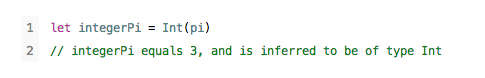 1 let integerPi = Int(pi)
2 // integerPi equals 3, and is inferred to be of type Int